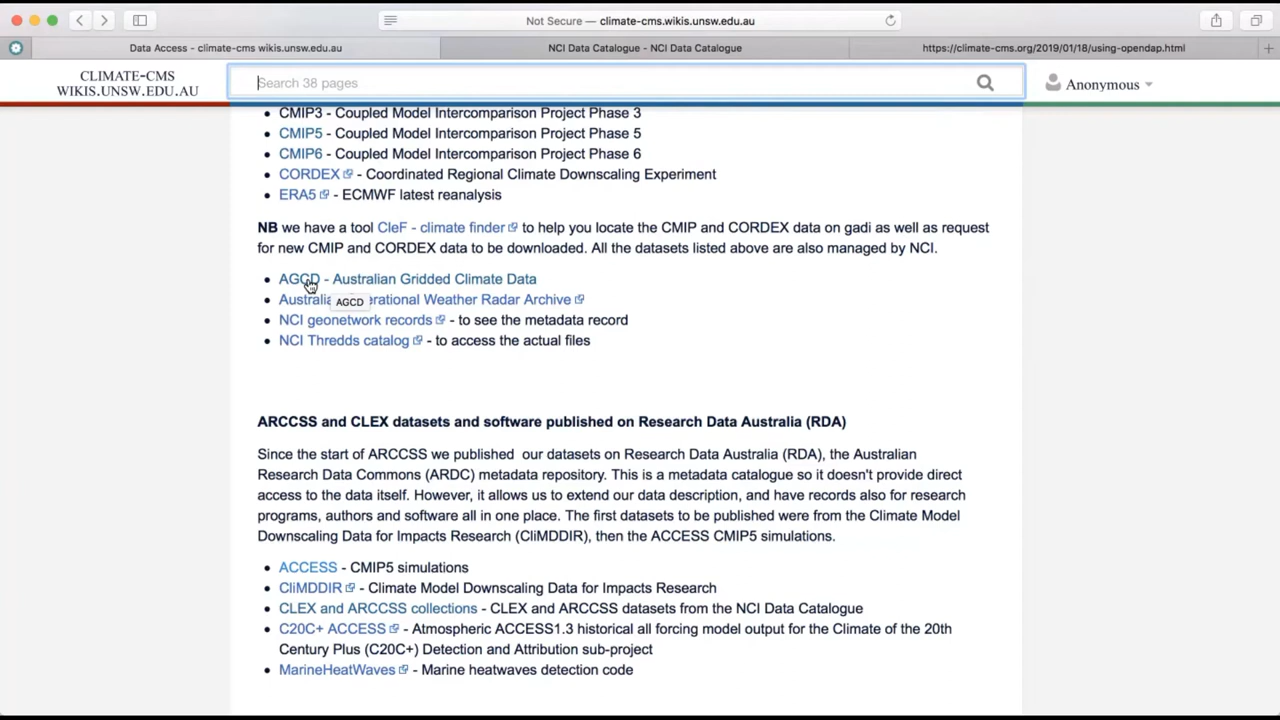 Not Secure — climate-cms.wikis.unsw.edu.au
Data Access - climate-cms wikis.unsw.edu.au
NCI Data Catalogue - NCI Data Catalogue
https://climate-cms.org/2019/01/18/using-opendap.html
CLIMATE-CMS
WIKIS.UNSW.EDU.AU
Search 38 pages
Anonymous
CMIP3 - Coupled Model Intercomparison Project Phase 3
CMIP5 - Coupled Model Intercomparison Project Phase 5
CMIP6 - Coupled Model Intercomparison Project Phase 6
CORDEX - Coordinated Regional Climate Downscaling Experiment
ERA5 - ECMWF latest reanalysis
NB we have a tool CleF - climate finder to help you locate the CMIP and CORDEX data on gadi as well as request
for new CMIP and CORDEX data to be downloaded. All the datasets listed above are also managed by NCI.
AGCD - Australian Gridded Climate Data
Australia erational Weather Radar Archive
AGCD
NCI geonetwork records - to see the metadata record
NCI Thredds catalog - to access the actual files
ARCCSS and CLEX datasets and software published on Research Data Australia (RDA)
Since the start of ARCCSS we published our datasets on Research Data Australia (RDA), the Australian
Research Data Commons (ARDC) metadata repository. This is a metadata catalogue so it doesn't provide direct
access to the data itself. However, it allows us to extend our data description, and have records also for research
programs, authors and software all in one place. The first datasets to be published were from the Climate Model
Downscaling Data for Impacts Research (CliMDDIR), then the ACCESS CMIP5 simulations.
ACCESS - CMIP5 simulations
CliMDDIR - Climate Model Downscaling Data for Impacts Research
CLEX and ARCCSS collections - CLEX and ARCCSS datasets from the NCI Data Catalogue
C20C+ ACCESS - Atmospheric ACCESS1.3 historical all forcing model output for the Climate of the 20th
Century Plus (C20C+) Detection and Attribution sub-project
MarineHeatWaves - Marine heatwaves detection code